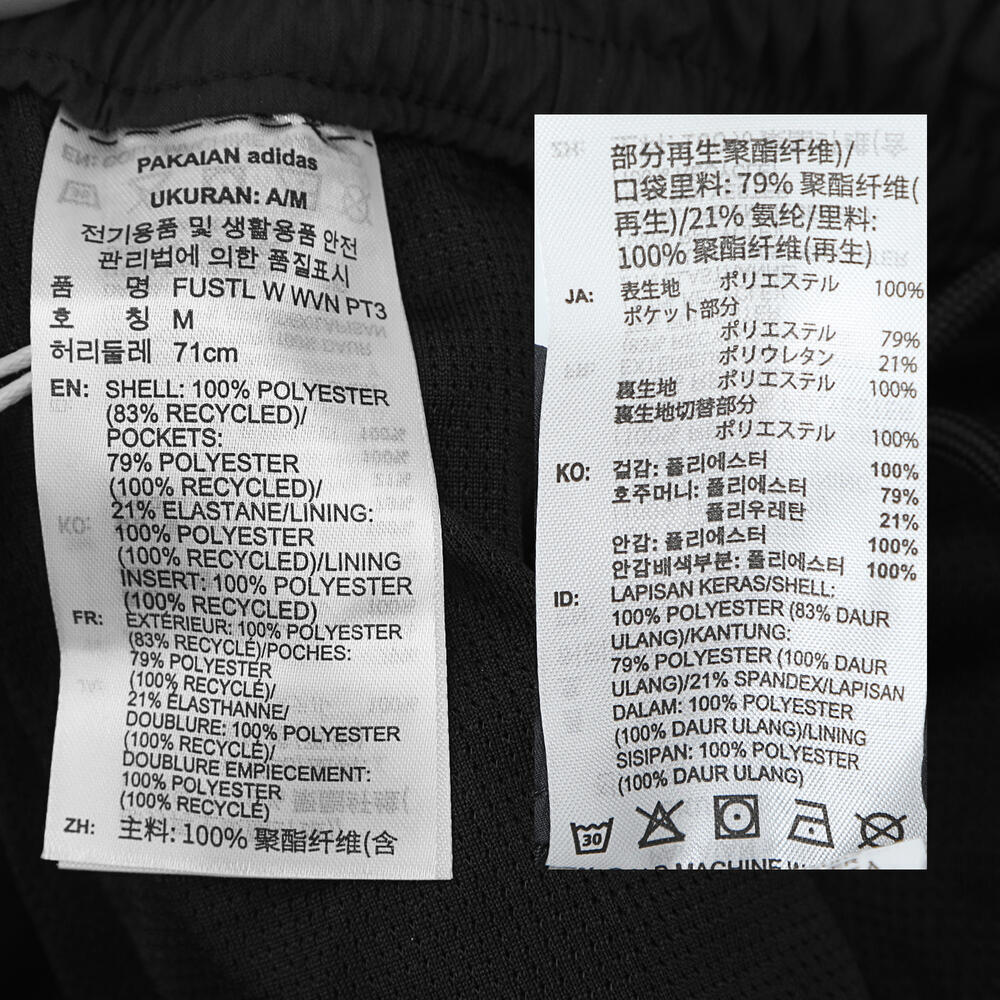 PAKAIAN adidas
UKURAN: A/M
전기용품 및 생활용품 안전
관리법에 의한 품질표시
품 명 FUSTL W WVN PT3
호 칭 M
허리둘레 71cm
EN: SHELL: 100% POLYESTER
(83% RECYCLED)/
POCKETS:
79% POLYESTER
(100% RECYCLED)/
21% ELASTANE/LINING:
100% POLYESTER
(100% RECYCLED)/LINING
INSERT: 100% POLYESTER
(100% RECYCLED)
FR: EXTÉRIEUR: 100% POLYESTER
(83% RECYCLÉ)/POCHES:
79% POLYESTER
(100% RECYCLÉ)/
21% ÉLASTHANNE/
DOUBLURE: 100% POLYESTER
(100% RECYCLÉ)/
DOUBLURE EMPIECEMENT:
100% POLYESTER
(100% RECYCLÉ)
ZH: 主料: 100% 聚酯纤维(含
部分再生聚酯纤维)/
口袋里料: 79% 聚酯纤维(
再生)/21% 氨纶/里料:
100% 聚酯纤维(再生)
JA: 表生地 ポリエステル 100%
ポケット部分
ポリエステル 79%
ポリウレタン 21%
裏生地 ポリエステル 100%
裏生地切替部分
ポリエステル 100%
KO: 겉감: 폴리에스터 100%
호주머니: 폴리에스터 79%
폴리우레탄 21%
안감: 폴리에스터 100%
안감배색부분: 폴리에스터 100%
ID: LAPISAN KERAS/SHELL:
100% POLYESTER (83% DAUR
ULANG)/KANTUNG:
79% POLYESTER (100% DAUR
ULANG)/21% SPANDEX/LAPISAN
DALAM: 100% POLYESTER
(100% DAUR ULANG)/LINING
SISIPAN: 100% POLYESTER
(100% DAUR ULANG)
30
MACHINE